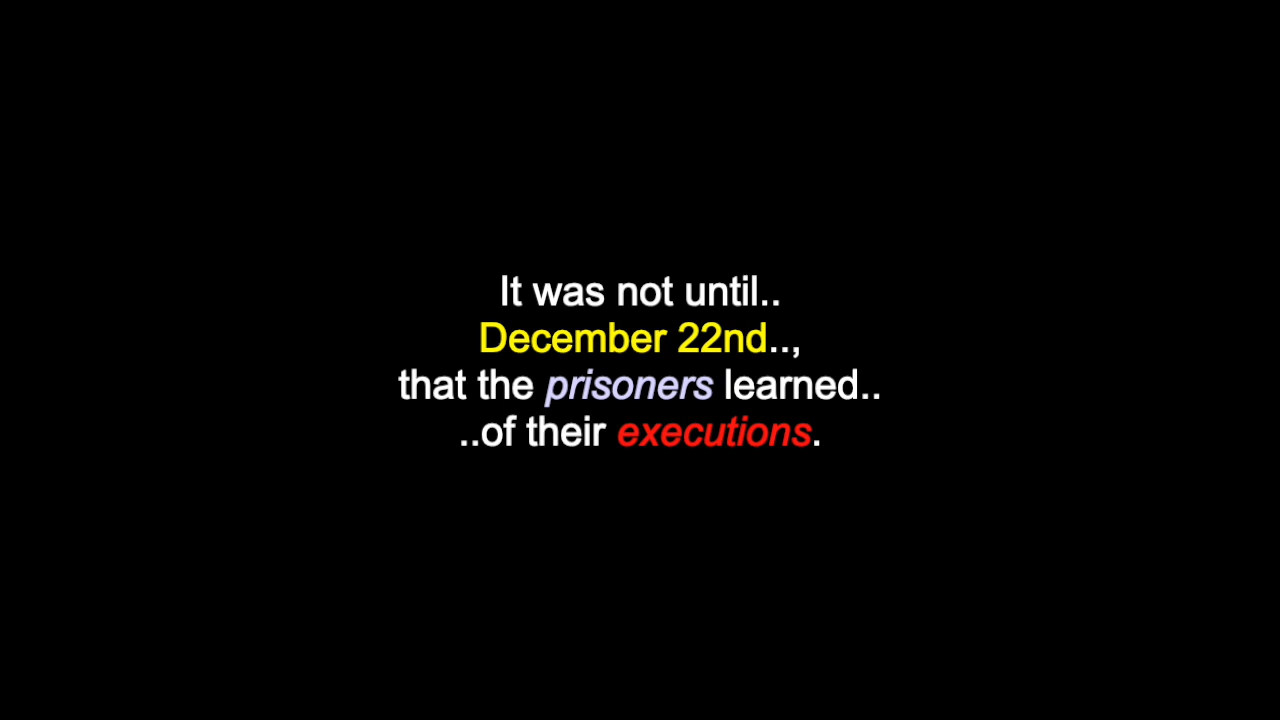 It was not until..
December 22nd..,
that the prisoners learned..
..of their executions.